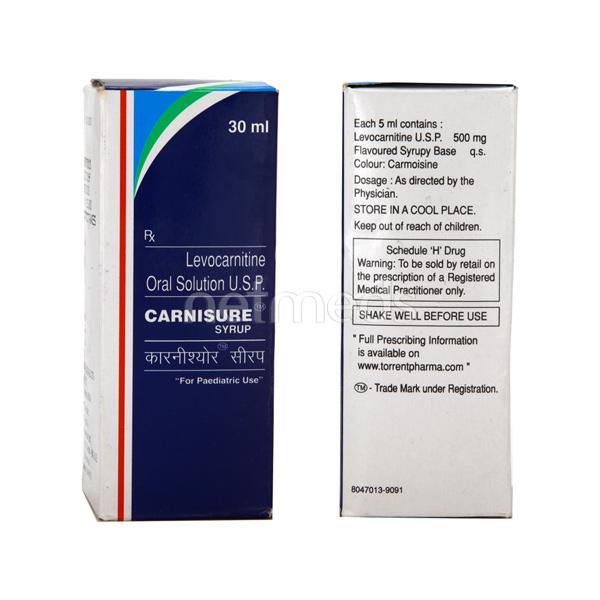 30 ml
Rx
Levocarnitine
Oral Solution U.S.P.
CARNISURE™
SYRUP
कारनीश्योर™ सीरप
"For Paediatric Use"
netmeds
Each 5 ml contains :
Levocarnitine U.S.P. 500 mg
Flavoured Syrupy Base q.s.
Colour: Carmoisine
Dosage : As directed by the
Physician.
STORE IN A COOL PLACE.
Keep out of reach of children.
Schedule 'H' Drug
Warning: To be sold by retail on
the prescription of a Registered
Medical Practitioner only.
SHAKE WELL BEFORE USE
" Full Prescribing Information
is available on
www.torrentpharma.com "
TM - Trade Mark under Registration.
8047013-9091